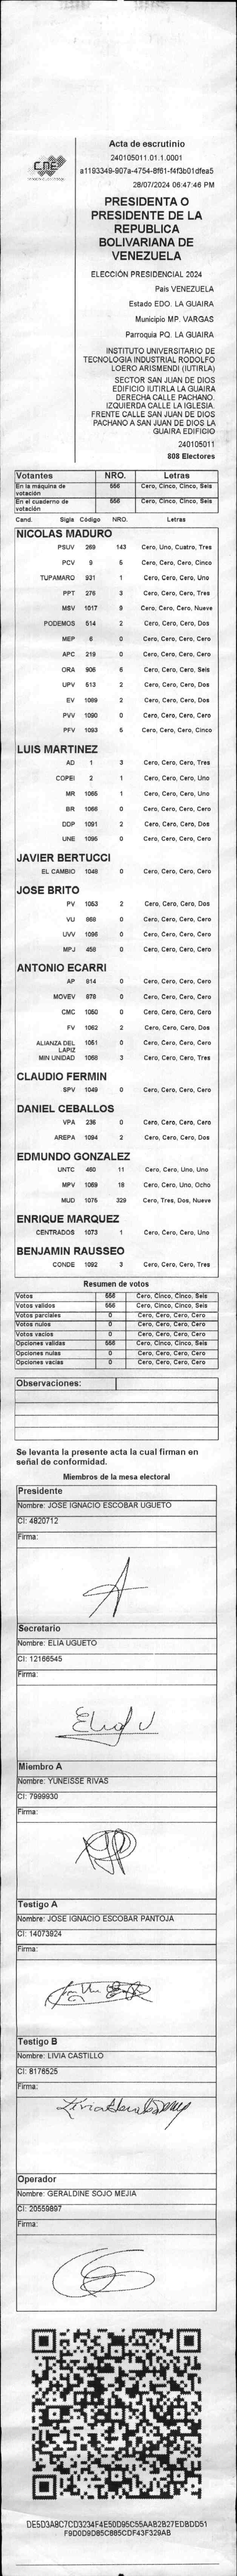 CNE
Acta de escrutinio
240105011.01.1.0001
a1193349-907a-4754-8f61-f4f3b01dfea5
28/07/2024 06:47:46 PM
PRESIDENTA O
PRESIDENTE DE LA
REPUBLICA
BOLIVARIANA DE
VENEZUELA
ELECCIÓN PRESIDENCIAL 2024
País VENEZUELA
Estado EDO. LA GUAIRA
Municipio MP. VARGAS
Parroquia PQ. LA GUAIRA
INSTITUTO UNIVERSITARIO DE
TECNOLOGIA INDUSTRIAL RODOLFO
LOERO ARISMENDI (IUTIRLA)
SECTOR SAN JUAN DE DIOS
EDIFICIO IUTIRLA LA GUAIRA
DERECHA CALLE PACHANO.
IZQUIERDA CALLE LA IGLESIA.
FRENTE CALLE SAN JUAN DE DIOS
PACHANO A SAN JUAN DE DIOS LA
GUAIRA EDIFICIO
240105011
808 Electores
Votantes NRO. Letras
En la máquina de votación 556 Cero, Cinco, Cinco, Seis
En el cuaderno de votación 556 Cero, Cinco, Cinco, Seis
Cand. Sigla Código NRO. Letras
NICOLAS MADURO
PSUV 269 143 Cero, Uno, Cuatro, Tres
PCV 9 5 Cero, Cero, Cero, Cinco
TUPAMARO 931 1 Cero, Cero, Cero, Uno
PPT 276 3 Cero, Cero, Cero, Tres
MSV 1017 9 Cero, Cero, Cero, Nueve
PODEMOS 514 2 Cero, Cero, Cero, Dos
MEP 6 0 Cero, Cero, Cero, Cero
APC 219 0 Cero, Cero, Cero, Cero
ORA 906 6 Cero, Cero, Cero, Seis
UPV 513 2 Cero, Cero, Cero, Dos
EV 1089 2 Cero, Cero, Cero, Dos
PVV 1090 0 Cero, Cero, Cero, Cero
PFV 1093 5 Cero, Cero, Cero, Cinco
LUIS MARTINEZ
AD 1 3 Cero, Cero, Cero, Tres
COPEI 2 1 Cero, Cero, Cero, Uno
MR 1065 1 Cero, Cero, Cero, Uno
BR 1066 0 Cero, Cero, Cero, Cero
DDP 1091 2 Cero, Cero, Cero, Dos
UNE 1095 0 Cero, Cero, Cero, Cero
JAVIER BERTUCCI
EL CAMBIO 1048 0 Cero, Cero, Cero, Cero
JOSE BRITO
PV 1053 2 Cero, Cero, Cero, Dos
VU 868 0 Cero, Cero, Cero, Cero
UVV 1096 0 Cero, Cero, Cero, Cero
MPJ 458 0 Cero, Cero, Cero, Cero
ANTONIO ECARRI
AP 814 0 Cero, Cero, Cero, Cero
MOVEV 878 0 Cero, Cero, Cero, Cero
CMC 1050 0 Cero, Cero, Cero, Cero
FV 1062 2 Cero, Cero, Cero, Dos
ALIANZA DEL LAPIZ 1051 0 Cero, Cero, Cero, Cero
MIN UNIDAD 1068 3 Cero, Cero, Cero, Tres
CLAUDIO FERMIN
SPV 1049 0 Cero, Cero, Cero, Cero
DANIEL CEBALLOS
VPA 236 0 Cero, Cero, Cero, Cero
AREPA 1094 2 Cero, Cero, Cero, Dos
EDMUNDO GONZALEZ
UNTC 460 11 Cero, Cero, Uno, Uno
MPV 1069 18 Cero, Cero, Uno, Ocho
MUD 1076 329 Cero, Tres, Dos, Nueve
ENRIQUE MARQUEZ
CENTRADOS 1073 1 Cero, Cero, Cero, Uno
BENJAMIN RAUSSEO
CONDE 1092 3 Cero, Cero, Cero, Tres
Resumen de votos
Votos 556 Cero, Cinco, Cinco, Seis
Votos validos 556 Cero, Cinco, Cinco, Seis
Votos parciales 0 Cero, Cero, Cero, Cero
Votos nulos 0 Cero, Cero, Cero, Cero
Votos vacios 0 Cero, Cero, Cero, Cero
Opciones validas 556 Cero, Cinco, Cinco, Seis
Opciones nulas 0 Cero, Cero, Cero, Cero
Opciones vacias 0 Cero, Cero, Cero, Cero
Observaciones:
Se levanta la presente acta la cual firman en
señal de conformidad.
Miembros de la mesa electoral
Presidente
Nombre: JOSE IGNACIO ESCOBAR UGUETO
CI: 4820712
Firma:
Secretario
Nombre: ELIA UGUETO
CI: 12166545
Firma:
Miembro A
Nombre: YUNEISSE RIVAS
CI: 7999930
Firma:
Testigo A
Nombre: JOSE IGNACIO ESCOBAR PANTOJA
CI: 14073924
Firma:
Testigo B
Nombre: LIVIA CASTILLO
CI: 8176525
Firma:
Operador
Nombre: GERALDINE SOJO MEJIA
CI: 20559897
Firma:
DE5D3A8C7CD3234F4E50D95C55AAB2B27EDBDD51
F9D0D9D85C885CDF43F329AB